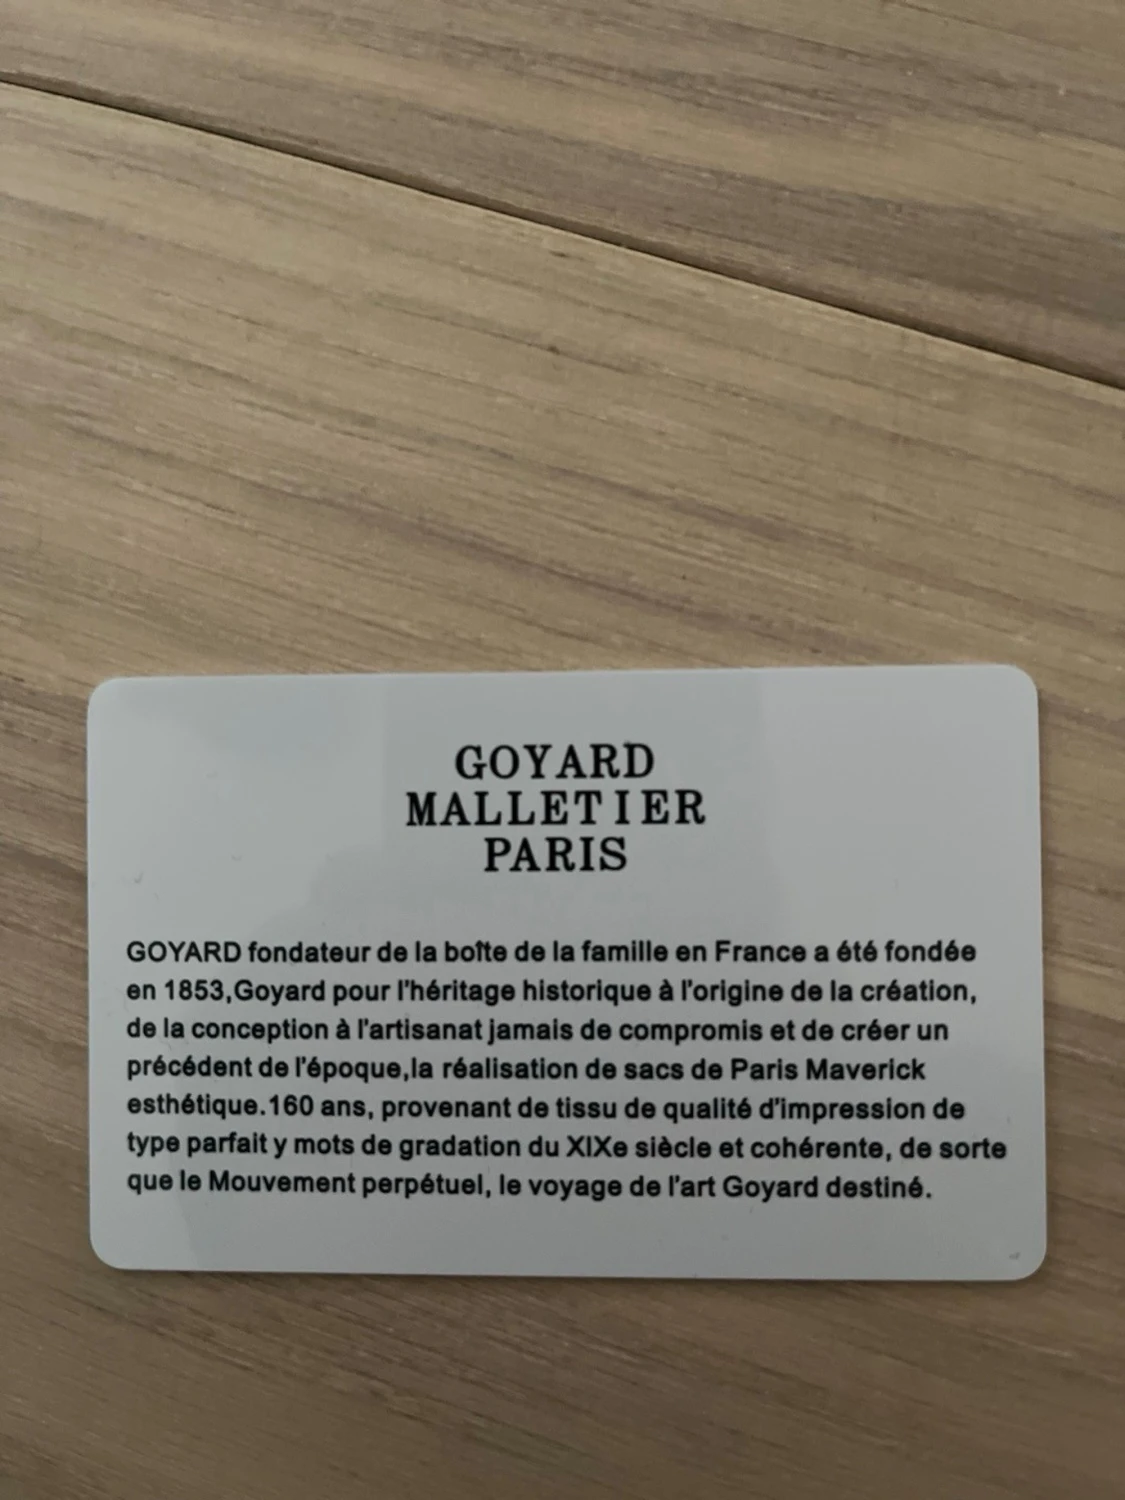 GOYARD
MALLETIER
PARIS
GOYARD fondateur de la boîte de la famille en France a été fondée
en 1853,Goyard pour l'héritage historique à l'origine de la création,
de la conception à l'artisanat jamais de compromis et de créer un
précédent de l'époque,la réalisation de sacs de Paris Maverick
esthétique.160 ans, provenant de tissu de qualité d'impression de
type parfait y mots de gradation du XIXe siècle et cohérente, de sorte
que le Mouvement perpétuel, le voyage de l'art Goyard destiné.